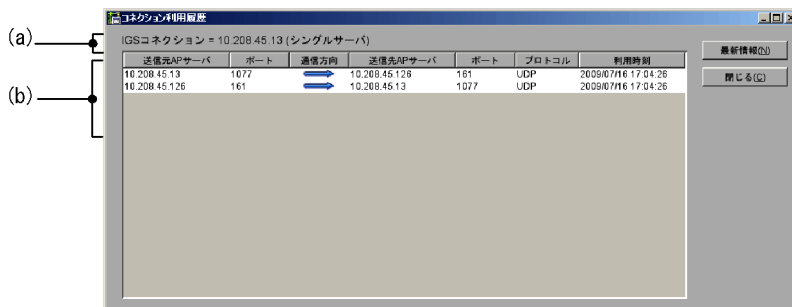 コネクション利用履歴
(a)
IGSコネクション = 10.208.45.13 (シングルサーバ)
最新情報(N)
送信元APサーバ ポート 通信方向 送信先APサーバ ポート プロトコル 利用時刻
10.208.45.13 1077 10.208.45.126 161 UDP 2009/07/16 17:04:26
閉じる(C)
(b)
10.208.45.126 161 10.208.45.13 1077 UDP 2009/07/16 17:04:26